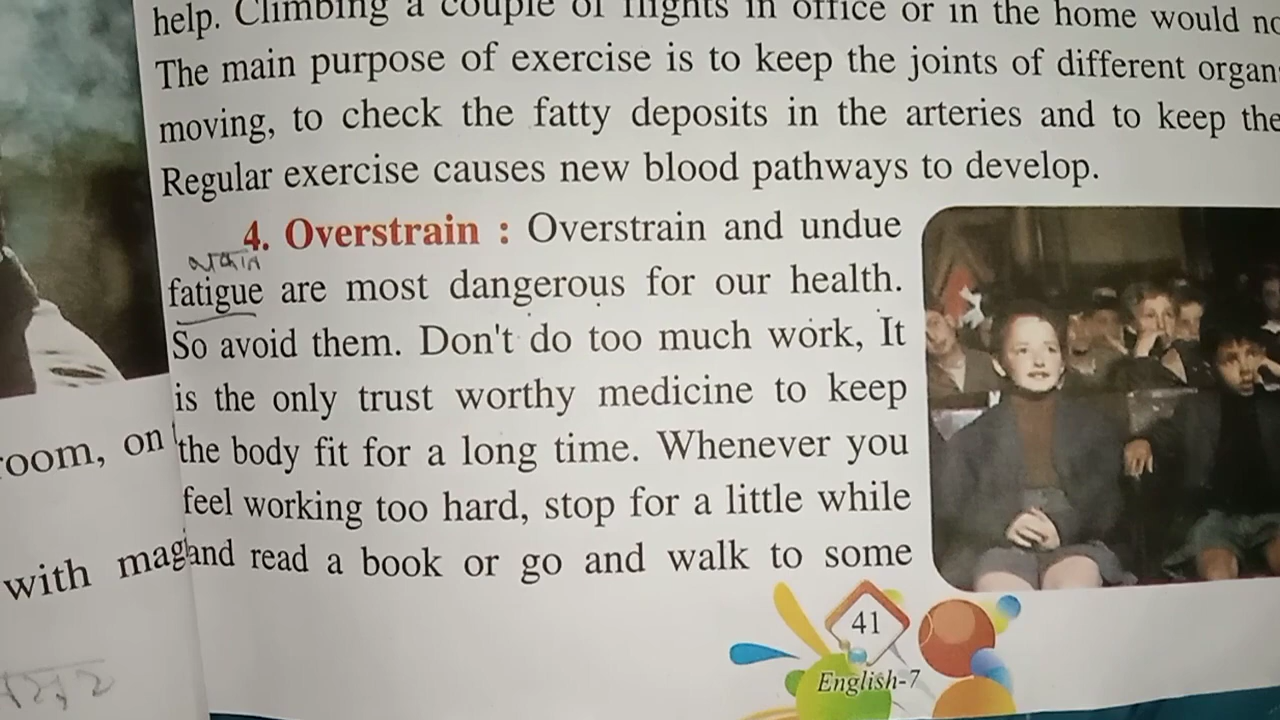 help. Climbing a couple of flights in office or in the home would no
The main purpose of exercise is to keep the joints of different organ
moving, to check the fatty deposits in the arteries and to keep the
Regular exercise causes new blood pathways to develop.
4. Overstrain : Overstrain and undue
fatigue are most dangerous for our health.
So avoid them. Don't do too much work, It
is the only trust worthy medicine to keep
the body fit for a long time. Whenever you
feel working too hard, stop for a little while
and read a book or go and walk to some
room, on
with mag
41
English-7